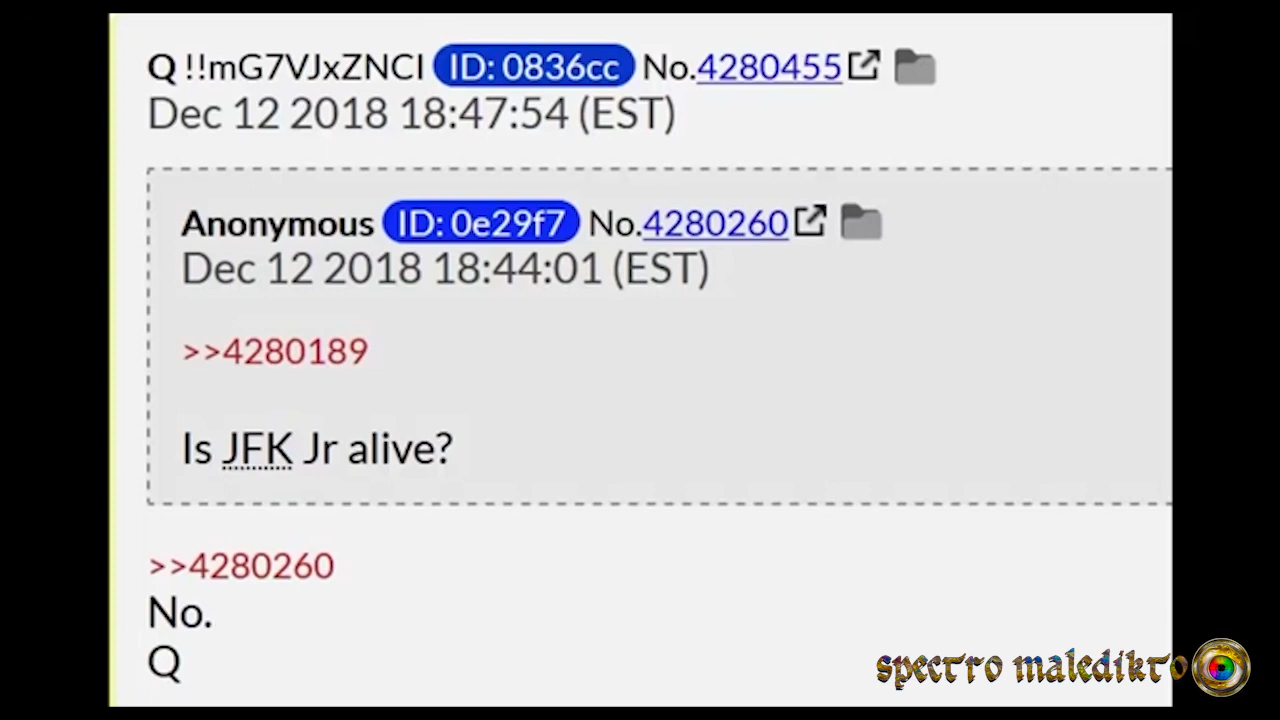 Q !!mG7VJxZNCI ID: 0836cc No.4280455
Dec 12 2018 18:47:54 (EST)
Anonymous ID: 0e29f7 No.4280260
Dec 12 2018 18:44:01 (EST)
>>4280189
Is JFK Jr alive?
>>4280260
No.
Q
spectro maledikto